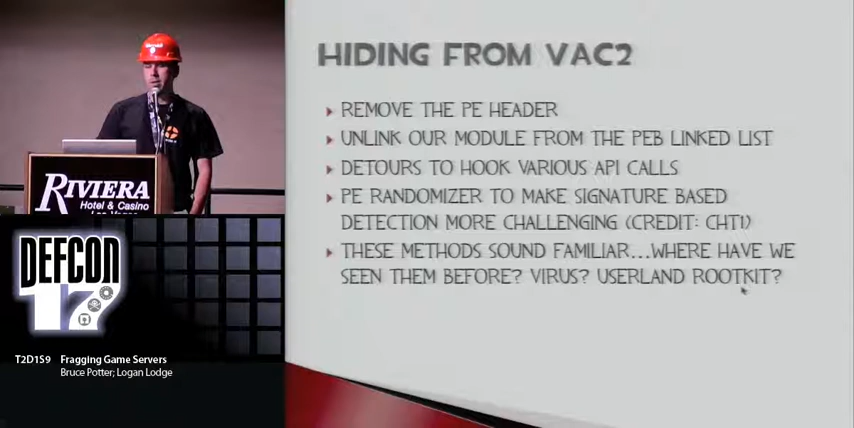 HIDING FROM VAC2
REMOVE THE PE HEADER
UNLINK OUR MODULE FROM THE PEB LINKED LIST
DETOURS TO HOOK VARIOUS API CALLS
PE RANDOMIZER TO MAKE SIGNATURE BASED
DETECTION MORE CHALLENGING (CREDIT: CHT1)
THESE METHODS SOUND FAMILIAR...WHERE HAVE WE
SEEN THEM BEFORE? VIRUS? USERLAND ROOTKIT?
RIVIERA
Hotel & Casino
Las Vegas
DEFCON
17
T2D1S9 Fragging Game Servers
Bruce Potter; Logan Lodge